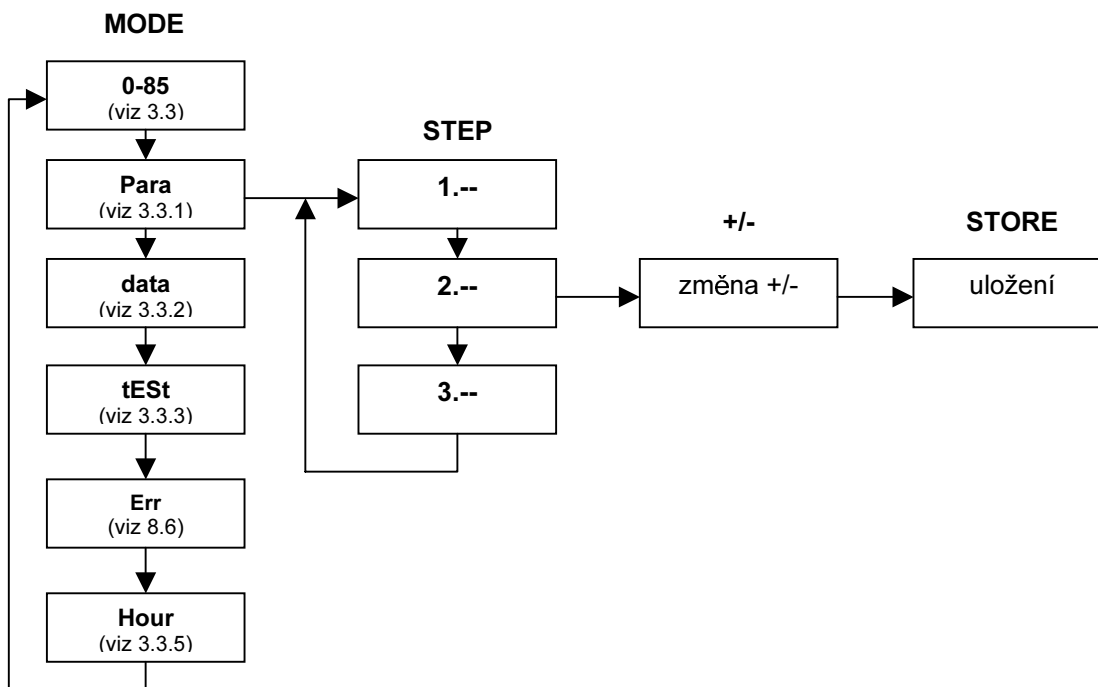 MODE
0-85
(viz 3.3)
Para
(viz 3.3.1)
data
(viz 3.3.2)
tESt
(viz 3.3.3)
Err
(viz 8.6)
Hour
(viz 3.3.5)
STEP
1.--
2.--
3.--
+/-
změna +/-
STORE
uložení